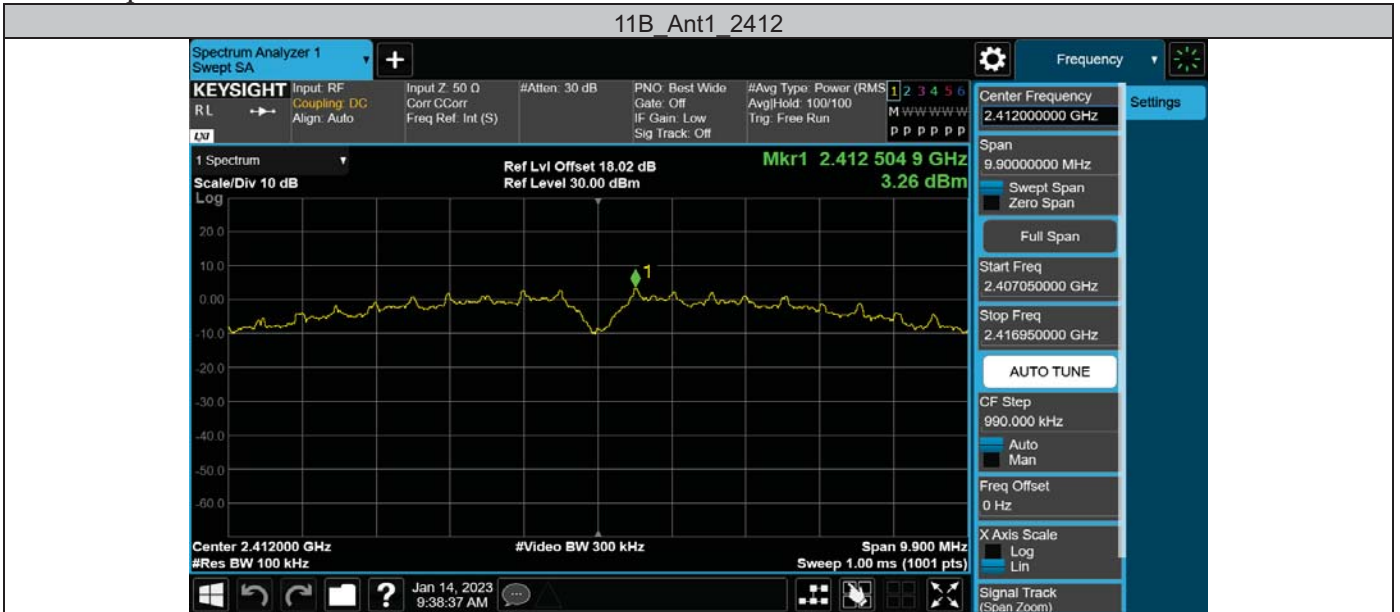 11B_Ant1_2412
Spectrum Analyzer 1
Swept SA
Frequency
KEYSIGHT
RL
LXI
Input: RF
Coupling: DC
Align: Auto
Input Z: 50 Ω
Corr CCorr
Freq Ref: Int (S)
#Atten: 30 dB
PNO: Best Wide
Gate: Off
IF Gain: Low
Sig Track: Off
#Avg Type: Power (RMS
Avg|Hold: 100/100
Trig: Free Run
1 2 3 4 5 6
M W W W W W
P P P P P P
1 Spectrum
Scale/Div 10 dB
Log
Ref Lvl Offset 18.02 dB
Ref Level 30.00 dBm
Mkr1 2.412 504 9 GHz
3.26 dBm
20.0
10.0
0.00
-10.0
-20.0
-30.0
-40.0
-50.0
-60.0
1
Center 2.412000 GHz
#Res BW 100 kHz
#Video BW 300 kHz
Span 9.900 MHz
Sweep 1.00 ms (1001 pts)
?
Jan 14, 2023
9:38:37 AM
Center Frequency
2.412000000 GHz
Settings
Span
9.90000000 MHz
Swept Span
Zero Span
Full Span
Start Freq
2.407050000 GHz
Stop Freq
2.416950000 GHz
AUTO TUNE
CF Step
990.000 kHz
Auto
Man
Freq Offset
0 Hz
X Axis Scale
Log
Lin
Signal Track
(Span Zoom)